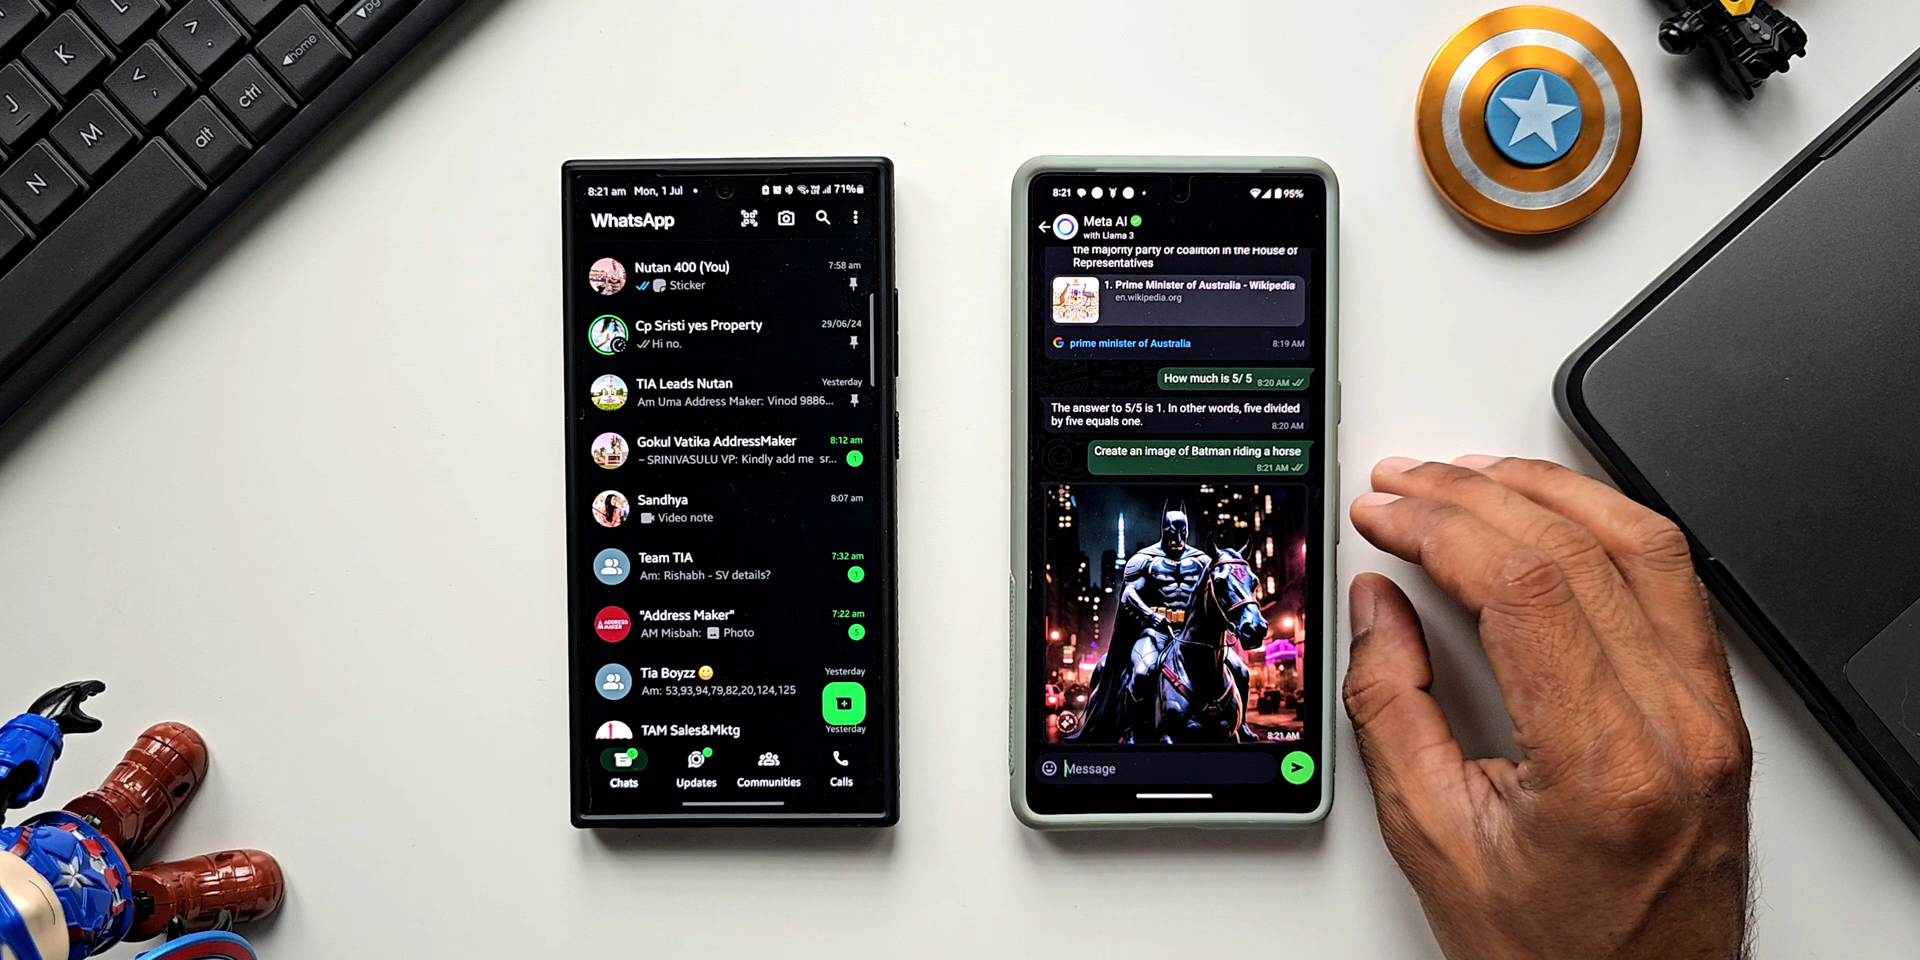 K
J
M
N
<
,
>
.
alt
ctrl
home
pg
8:21 am Mon, 1 Jul
71%
WhatsApp
Nutan 400 (You)
7:58 am
Sticker
Cp Sristi yes Property
29/06/24
Hi no.
TIA Leads Nutan
Yesterday
Am Uma Address Maker: Vinod 9886...
Gokul Vatika AddressMaker
8:12 am
~ SRINIVASULU VP: Kindly add me sr...
1
Sandhya
8:07 am
Video note
Team TIA
7:32 am
Am: Rishabh - SV details?
1
"Address Maker"
7:22 am
AM Misbah: Photo
5
ADDRESS
MAKER
Tia Boyzz
Yesterday
Am: 53,93,94,79,82,20,124,125
TAM Sales&Mktg
Yesterday
Chats
Updates
Communities
Calls
8:21
95%
Meta AI
with Llama 3
the majority party or coalition in the House of
Representatives
1. Prime Minister of Australia - Wikipedia
en.wikipedia.org
prime minister of Australia
8:19 AM
How much is 5/ 5
8:20 AM
The answer to 5/5 is 1. In other words, five divided
by five equals one.
8:20 AM
Create an image of Batman riding a horse
8:21 AM
8:21 AM
Message